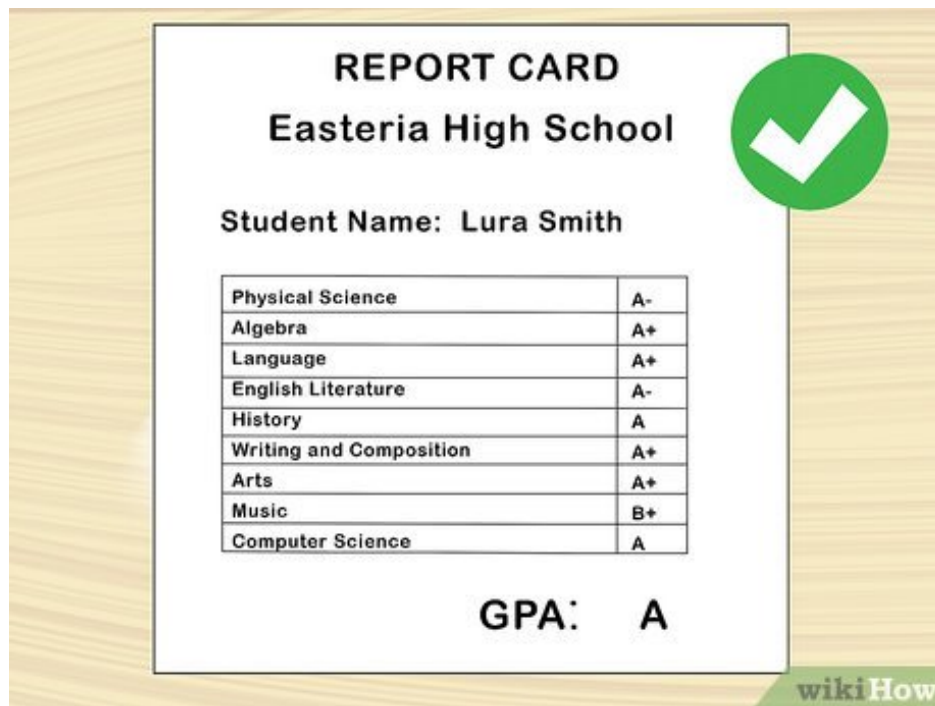 REPORT CARD
Easteria High School
Student Name: Lura Smith
Physical Science A-
Algebra A+
Language A+
English Literature A-
History A
Writing and Composition A+
Arts A+
Music B+
Computer Science A
GPA: A
wikiHow